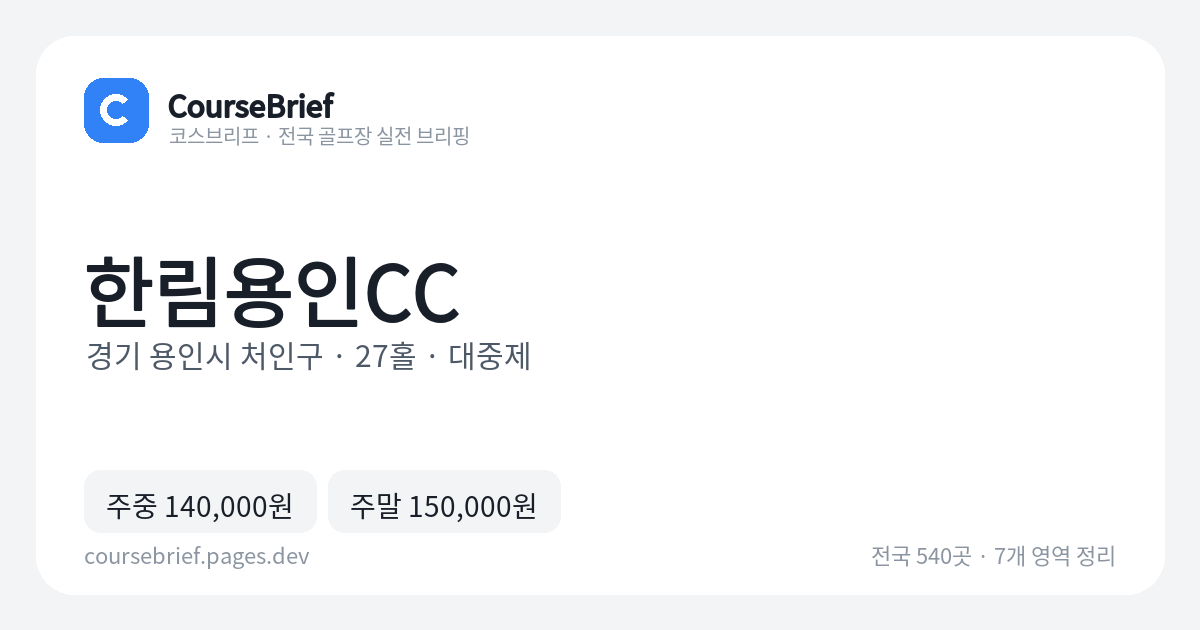 C
CourseBrief
코스브리프 · 전국 골프장 실전 브리핑
한림용인CC
경기 용인시 처인구 · 27홀 · 대중제
주중 140,000원 주말 150,000원
coursebrief.pages.dev 전국 540곳 · 7개 영역 정리